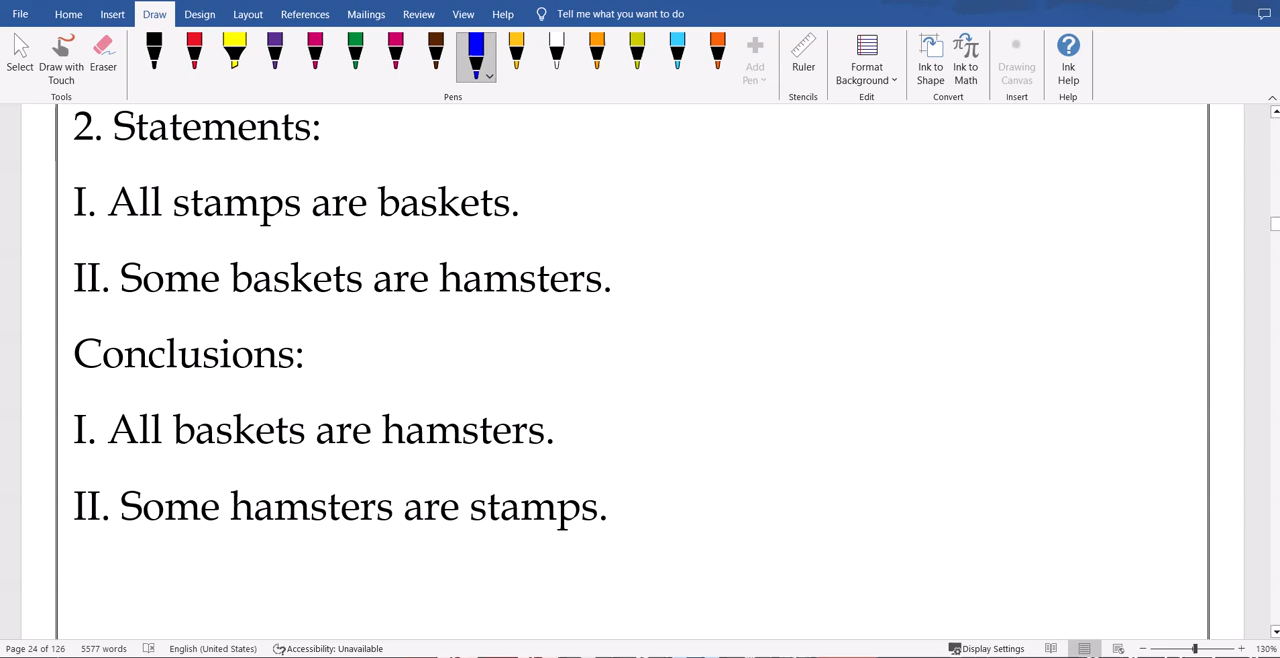 File Home Insert Draw Design Layout References Mailings Review View Help Tell me what you want to do
Select Draw with Touch Eraser Add Pen Ruler Format Background Ink to Shape Ink to Math Drawing Canvas Ink Help
Tools Pens Stencils Edit Convert Insert Help
2. Statements:
I. All stamps are baskets.
II. Some baskets are hamsters.
Conclusions:
I. All baskets are hamsters.
II. Some hamsters are stamps.
Page 24 of 126 5577 words English (United States) Accessibility: Unavailable Display Settings 130%